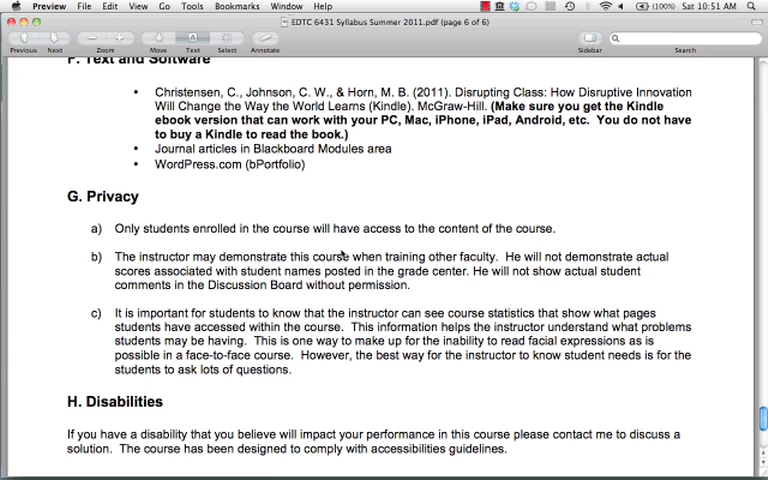 Preview File Edit View Go Tools Bookmarks Window Help (100%) Sat 10:51 AM
EDTC 6431 Syllabus Summer 2011.pdf (page 6 of 6)
Previous Next Zoom Move Text Select Annotate Sidebar Search
F. Text and Software
• Christensen, C., Johnson, C. W., & Horn, M. B. (2011). Disrupting Class: How Disruptive Innovation
Will Change the Way the World Learns (Kindle). McGraw-Hill. (Make sure you get the Kindle
ebook version that can work with your PC, Mac, iPhone, iPad, Android, etc. You do not have
to buy a Kindle to read the book.)
• Journal articles in Blackboard Modules area
• WordPress.com (bPortfolio)
G. Privacy
a) Only students enrolled in the course will have access to the content of the course.
b) The instructor may demonstrate this course when training other faculty. He will not demonstrate actual
scores associated with student names posted in the grade center. He will not show actual student
comments in the Discussion Board without permission.
c) It is important for students to know that the instructor can see course statistics that show what pages
students have accessed within the course. This information helps the instructor understand what problems
students may be having. This is one way to make up for the inability to read facial expressions as is
possible in a face-to-face course. However, the best way for the instructor to know student needs is for the
students to ask lots of questions.
H. Disabilities
If you have a disability that you believe will impact your performance in this course please contact me to discuss a
solution. The course has been designed to comply with accessibilities guidelines.